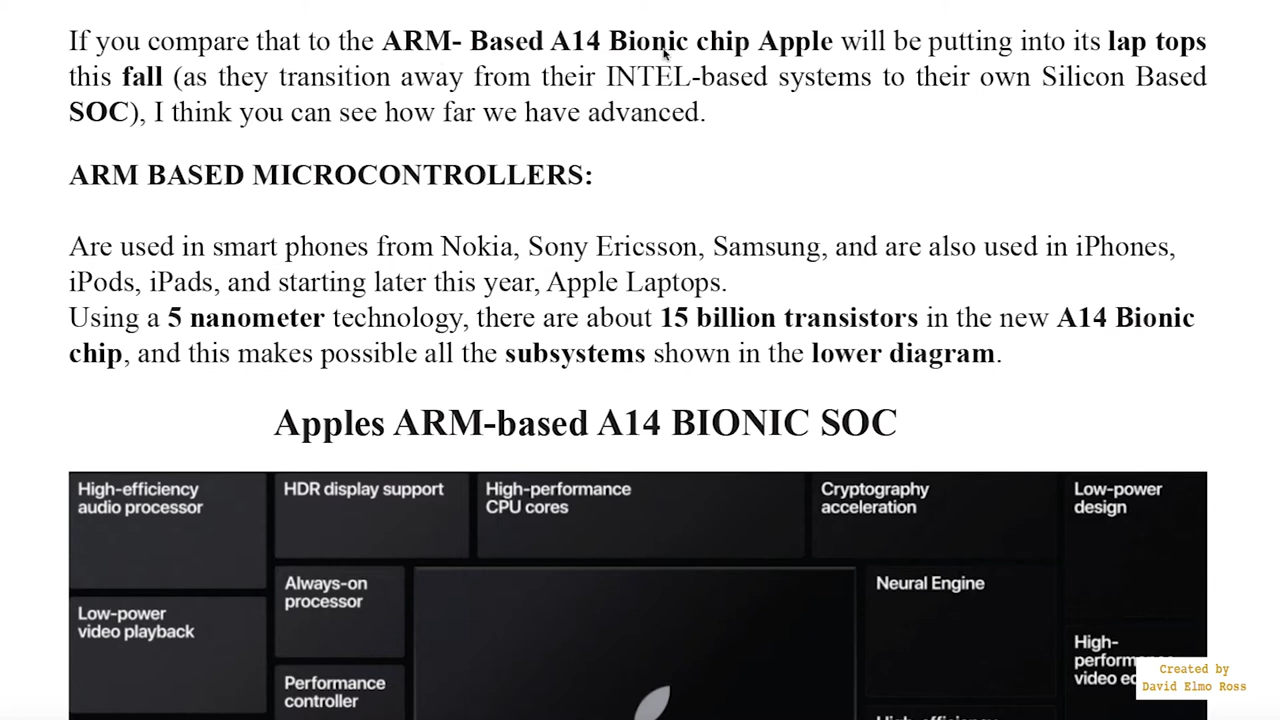 If you compare that to the ARM- Based A14 Bionic chip Apple will be putting into its lap tops
this fall (as they transition away from their INTEL-based systems to their own Silicon Based
SOC), I think you can see how far we have advanced.
ARM BASED MICROCONTROLLERS:
Are used in smart phones from Nokia, Sony Ericsson, Samsung, and are also used in iPhones,
iPods, iPads, and starting later this year, Apple Laptops.
Using a 5 nanometer technology, there are about 15 billion transistors in the new A14 Bionic
chip, and this makes possible all the subsystems shown in the lower diagram.
Apples ARM-based A14 BIONIC SOC
High-efficiency
audio processor
HDR display support
High-performance
CPU cores
Cryptography
acceleration
Low-power
design
Always-on
processor
Neural Engine
Low-power
video playback
High-
Performance
controller
Created by
David Elmo Ross